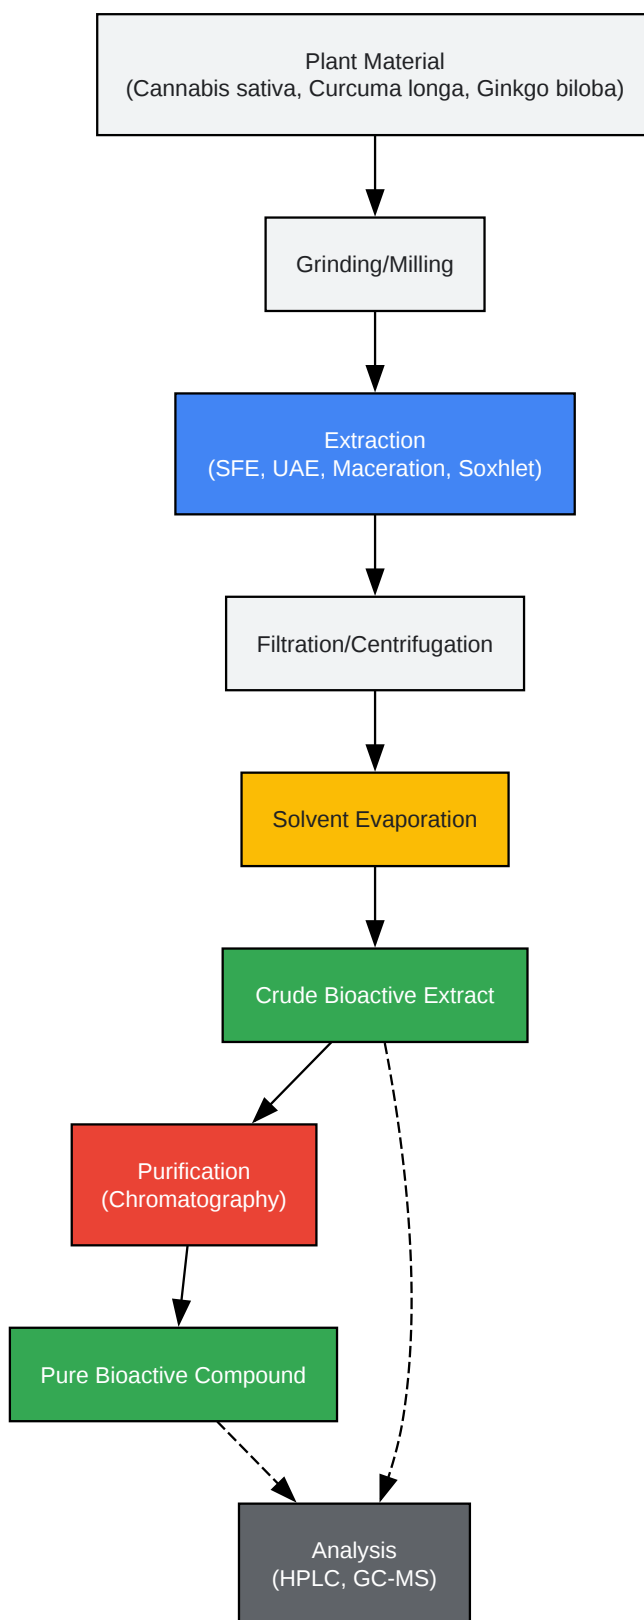 Plant Material
(Cannabis sativa, Curcuma longa, Ginkgo biloba)
Grinding/Milling
Extraction
(SFE, UAE, Maceration, Soxhlet)
Filtration/Centrifugation
Solvent Evaporation
Crude Bioactive Extract
Purification
(Chromatography)
Pure Bioactive Compound
Analysis
(HPLC, GC-MS)